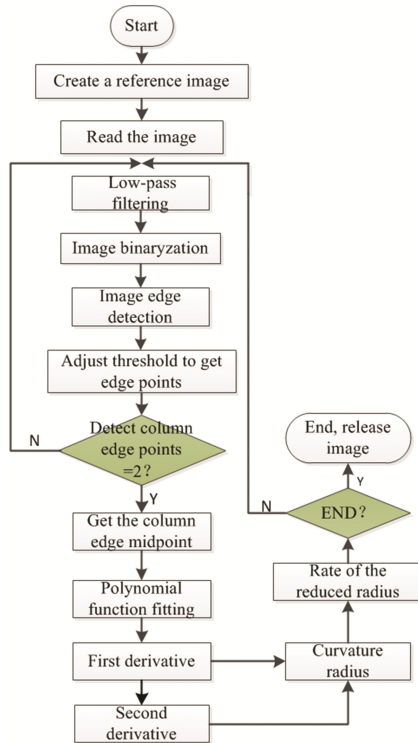 Start
Create a reference image
Read the image
Low-pass
filtering
Image binaryzation
Image edge
detection
Adjust threshold to get
edge points
Detect column
edge points
=2?
N
Y
Get the column
edge midpoint
Polynomial
function fitting
First derivative
Second
derivative
Curvature
radius
Rate of the
reduced radius
END?
N
Y
End, release
image